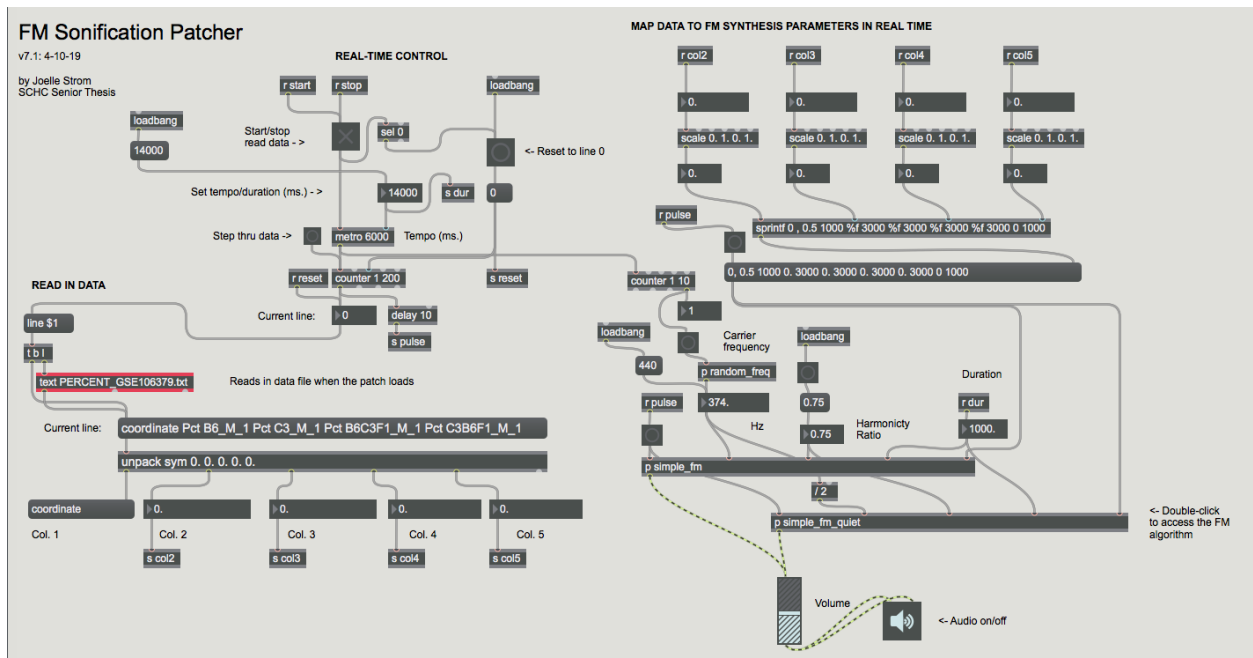 FM Sonification Patcher
v7.1: 4-10-19
by Joelle Strom
SCHC Senior Thesis
REAL-TIME CONTROL
r start
r stop
loadbang
loadbang
14000
Start/stop
read data - >
sel 0
<- Reset to line 0
Set tempo/duration (ms.) - >
14000
s dur
0
Step thru data ->
metro 6000
Tempo (ms.)
r reset
counter 1 200
s reset
Current line:
0
delay 10
s pulse
READ IN DATA
line $1
t b l
text PERCENT_GSE106379.txt
Reads in data file when the patch loads
Current line:
coordinate Pct B6_M_1 Pct C3_M_1 Pct B6C3F1_M_1 Pct C3B6F1_M_1
unpack sym 0. 0. 0. 0. 0.
coordinate
0.
0.
0.
0.
Col. 1
Col. 2
Col. 3
Col. 4
Col. 5
s col2
s col3
s col4
s col5
MAP DATA TO FM SYNTHESIS PARAMETERS IN REAL TIME
r col2
r col3
r col4
r col5
0.
0.
0.
0.
scale 0. 1. 0. 1.
scale 0. 1. 0. 1.
scale 0. 1. 0. 1.
scale 0. 1. 0. 1.
0.
0.
0.
0.
r pulse
sprintf 0 , 0.5 1000 %f 3000 %f 3000 %f 3000 %f 3000 0 1000
0, 0.5 1000 0. 3000 0. 3000 0. 3000 0. 3000 0 1000
counter 1 10
1
loadbang
Carrier
frequency
loadbang
440
p random_freq
Duration
r pulse
374.
0.75
r dur
Hz
0.75
Harmonicty
Ratio
1000.
p simple_fm
/ 2
p simple_fm_quiet
<- Double-click
to access the FM
algorithm
Volume
<- Audio on/off